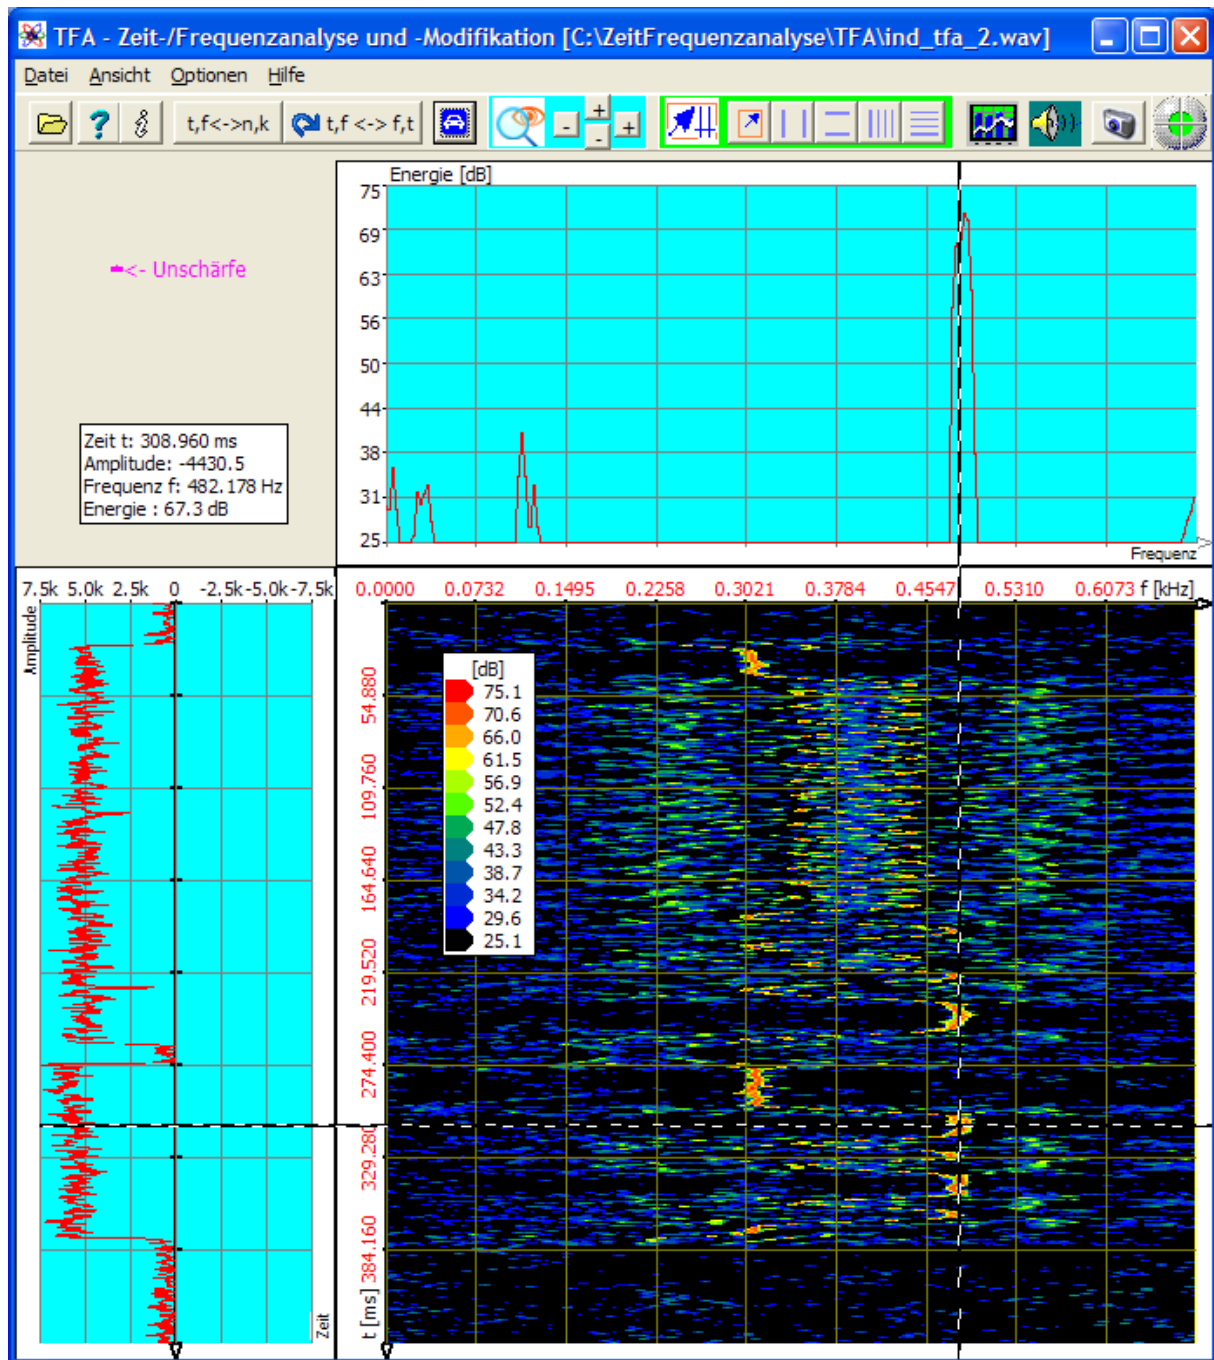 TFA - Zeit-/Frequenzanalyse und -Modifikation [C:\ZeitFrequenzanalyse\TFA\ind_tfa_2.wav]
Datei Ansicht Optionen Hilfe
t,f<->n,k t,f <-> f,t - + - +
Energie [dB]
75
69
63
56
50
44
38
31
25
Frequenz
<- Unschärfe
Zeit t: 308.960 ms
Amplitude: -4430.5
Frequenz f: 482.178 Hz
Energie : 67.3 dB
7.5k 5.0k 2.5k 0 -2.5k -5.0k -7.5k
Amplitude
Zeit
0.0000 0.0732 0.1495 0.2258 0.3021 0.3784 0.4547 0.5310 0.6073 f [kHz]
[dB]
75.1
70.6
66.0
61.5
56.9
52.4
47.8
43.3
38.7
34.2
29.6
25.1
54.880
109.760
164.640
219.520
274.400
329.280
384.160
t [ms]